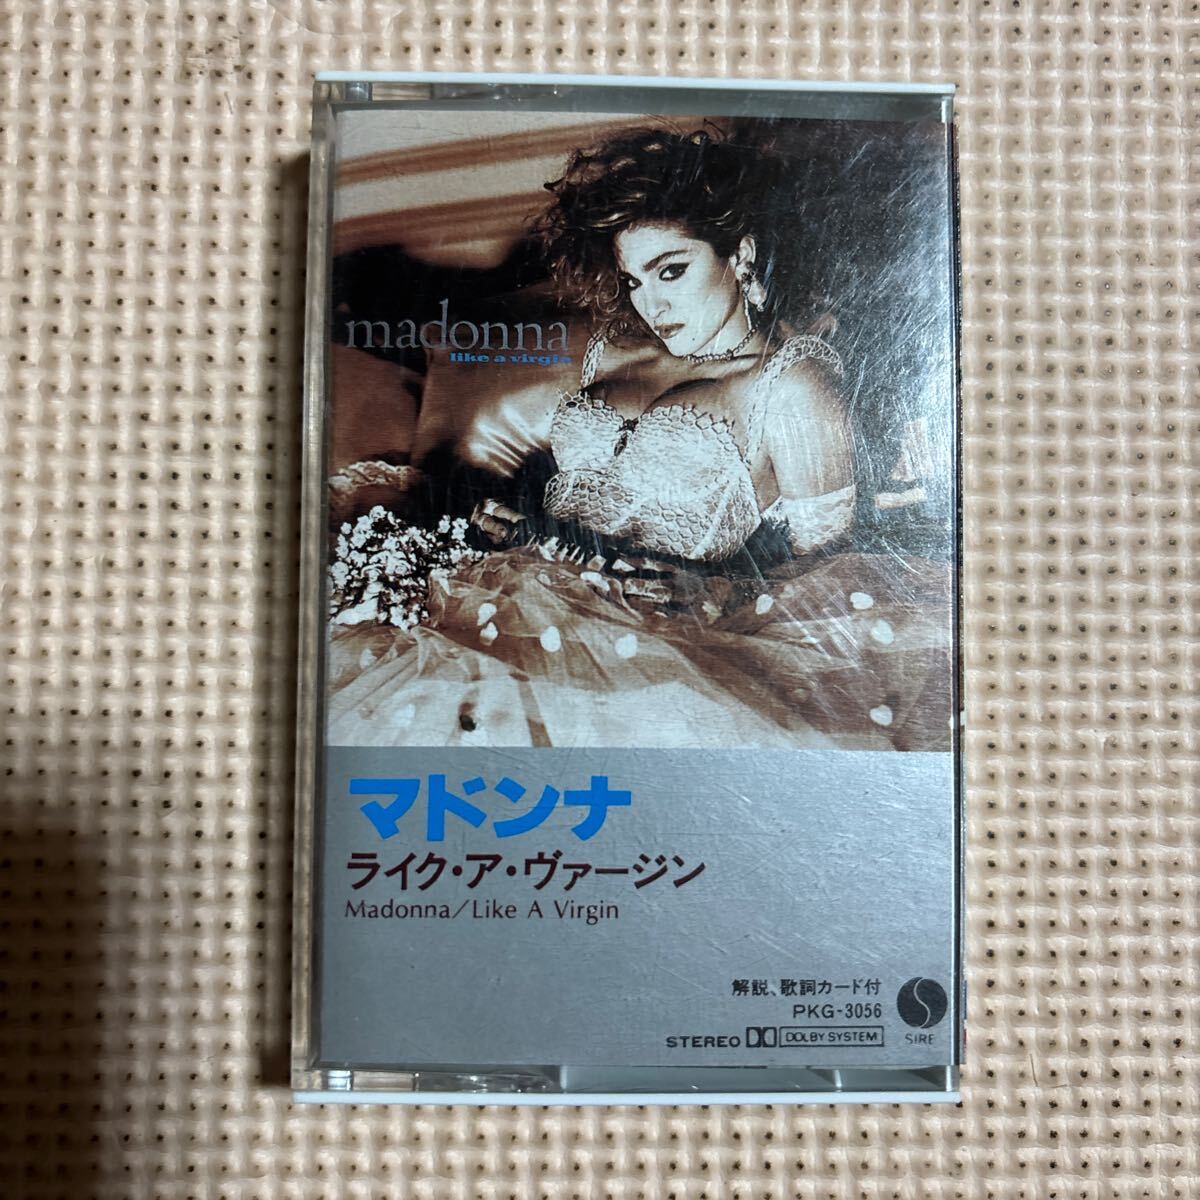 madonna
like a virgin
マドンナ
ライク・ア・ヴァージン
Madonna/Like A Virgin
解説、歌詞カード付
PKG-3056
STEREO DOLBY SYSTEM
SIRE